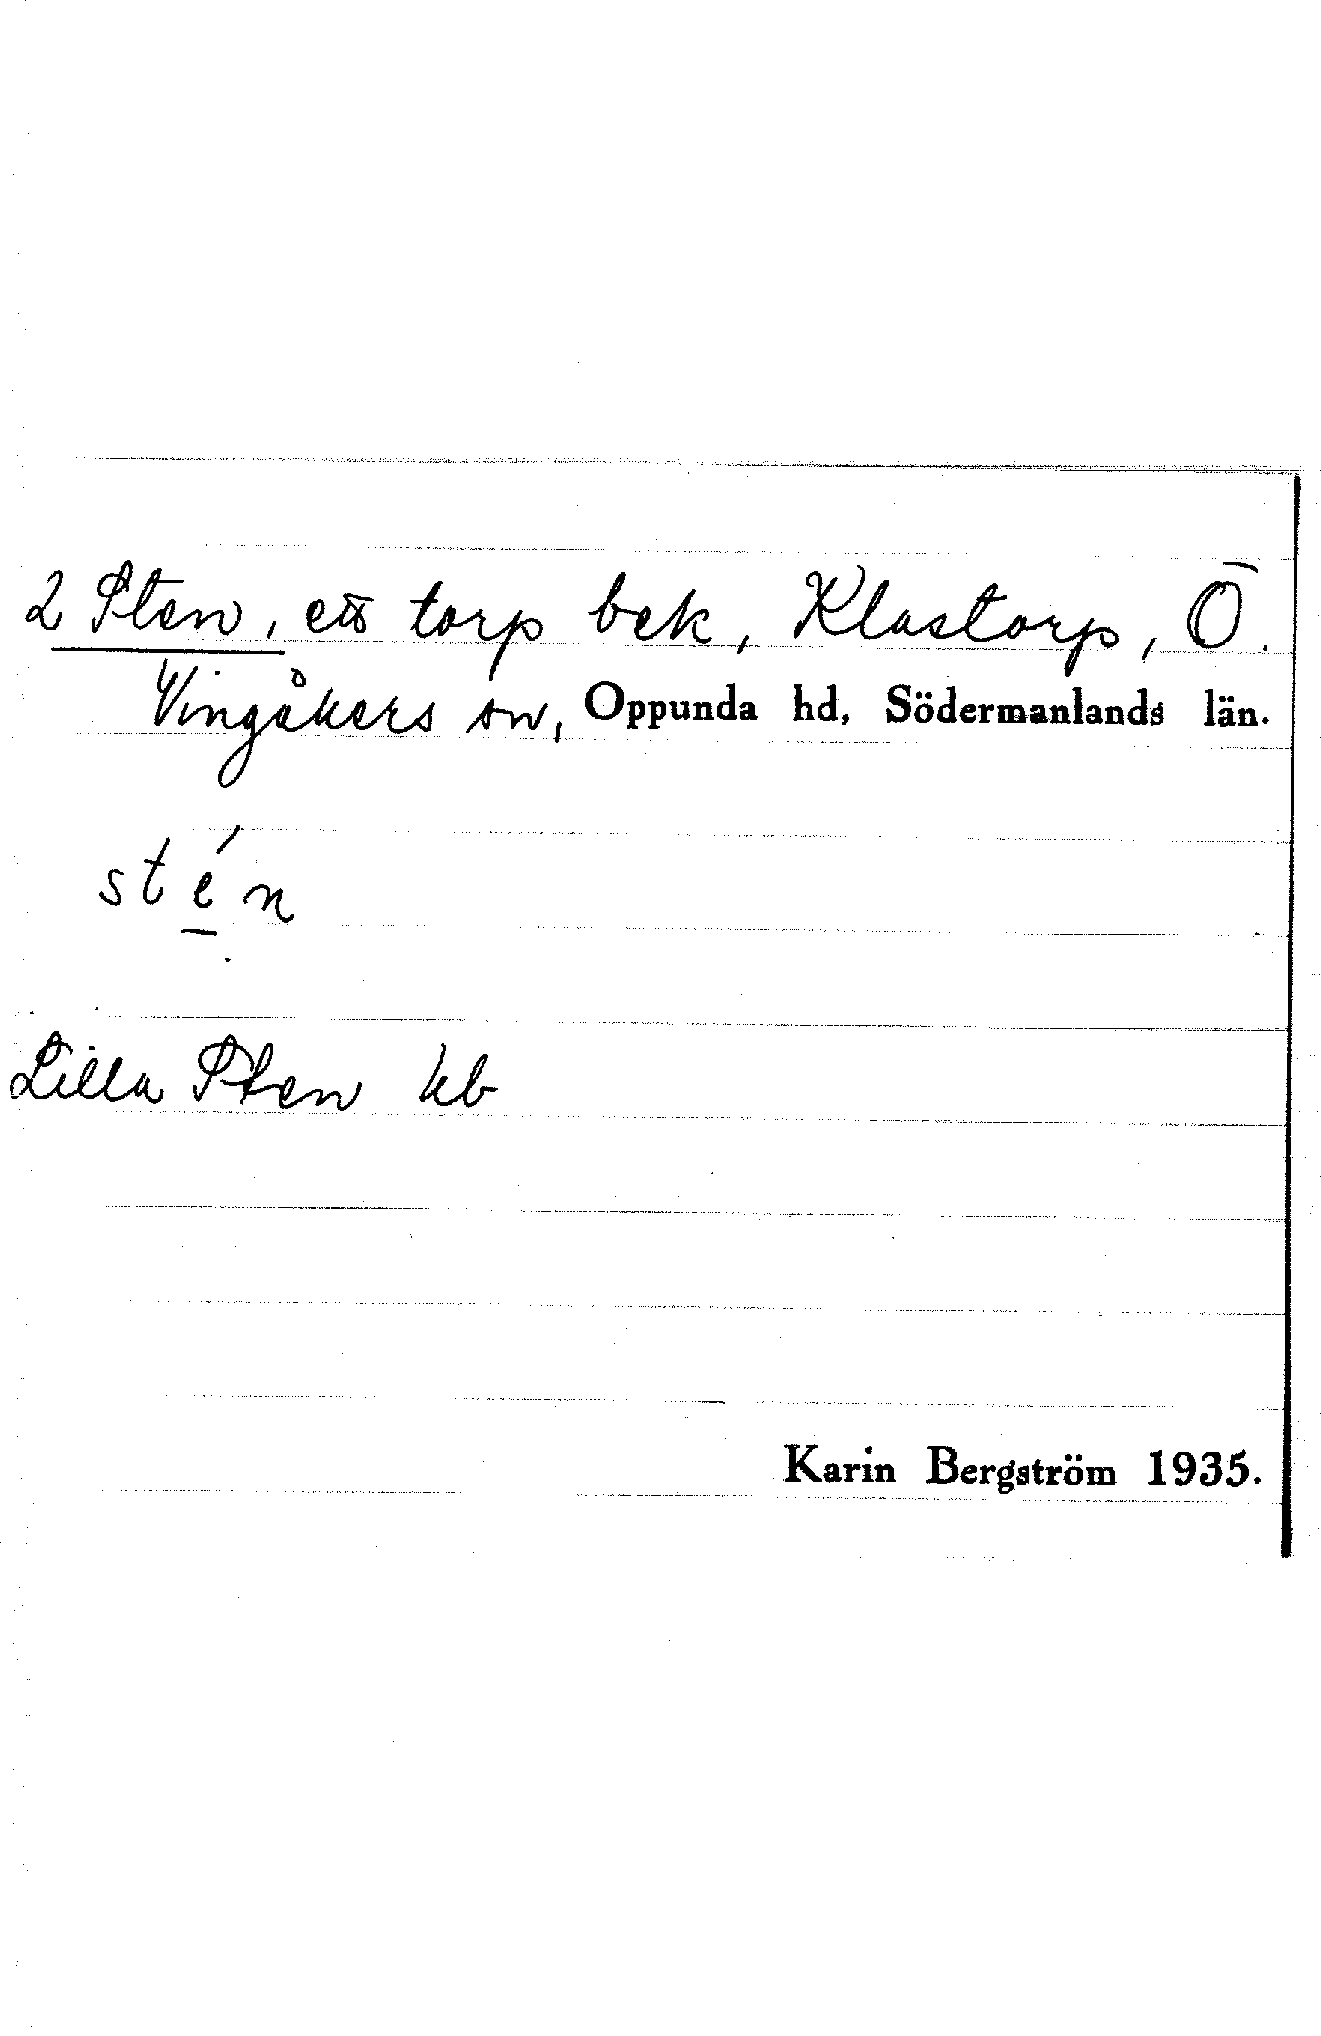 2 Sten, ett torp bek, Klastorp, Ö.
Vingåkers sn, Oppunda hd, Södermanlands län.
stén
Lilla Sten kb
Karin Bergström 1935.